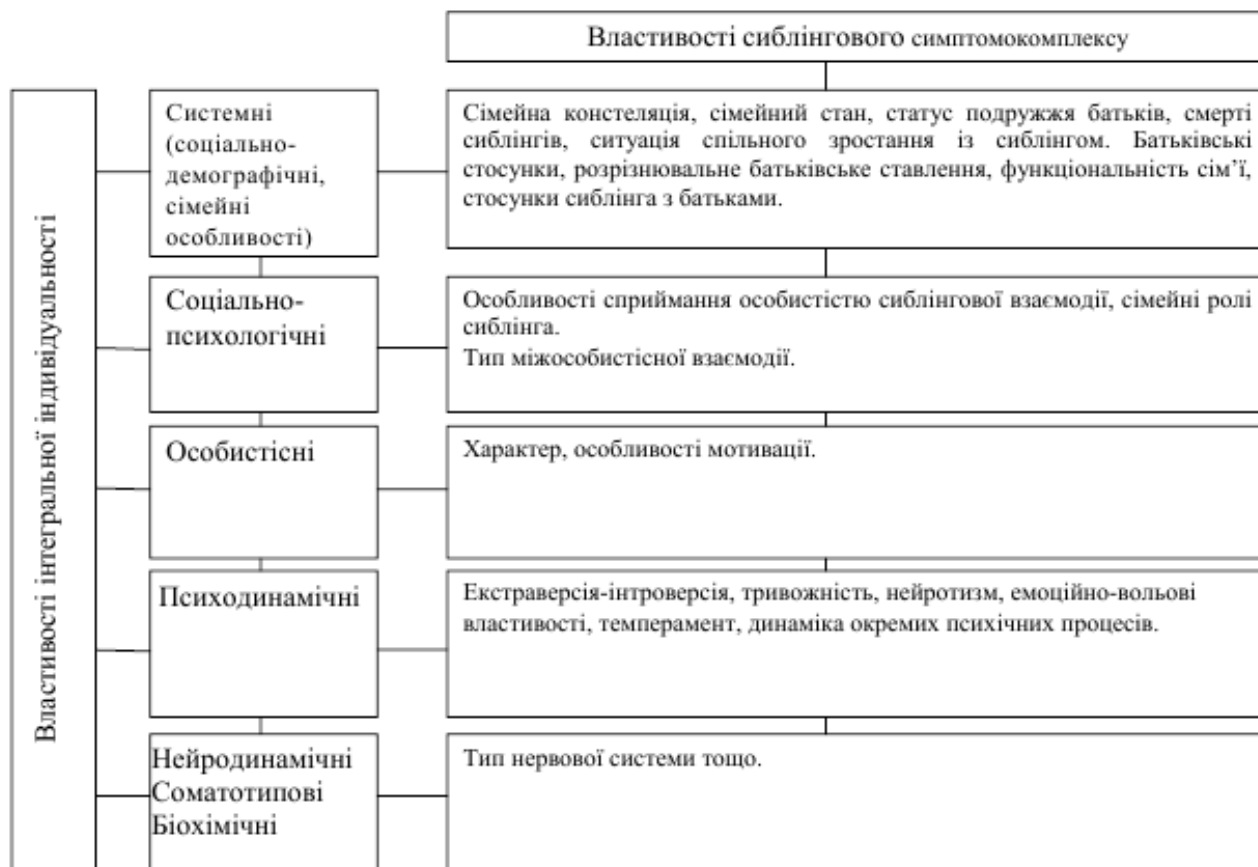 Властивості сиблінгового симптомокомплексу
Властивості інтегральної індивідуальності
Системні
(соціально-
демографічні,
сімейні
особливості)
Сімейна констеляція, сімейний стан, статус подружжя батьків, смерті
сиблінгів, ситуація спільного зростання із сиблінгом. Батьківські
стосунки, розрізнювальне батьківське ставлення, функціональність сім’ї,
стосунки сиблінга з батьками.
Соціально-
психологічні
Особливості сприймання особистістю сиблінгової взаємодії, сімейні ролі
сиблінга.
Тип міжособистісної взаємодії.
Особистісні
Характер, особливості мотивації.
Психодинамічні
Екстраверсія-інтроверсія, тривожність, нейротизм, емоційно-вольові
властивості, темперамент, динаміка окремих психічних процесів.
Нейродинамічні
Соматотипові
Біохімічні
Тип нервової системи тощо.